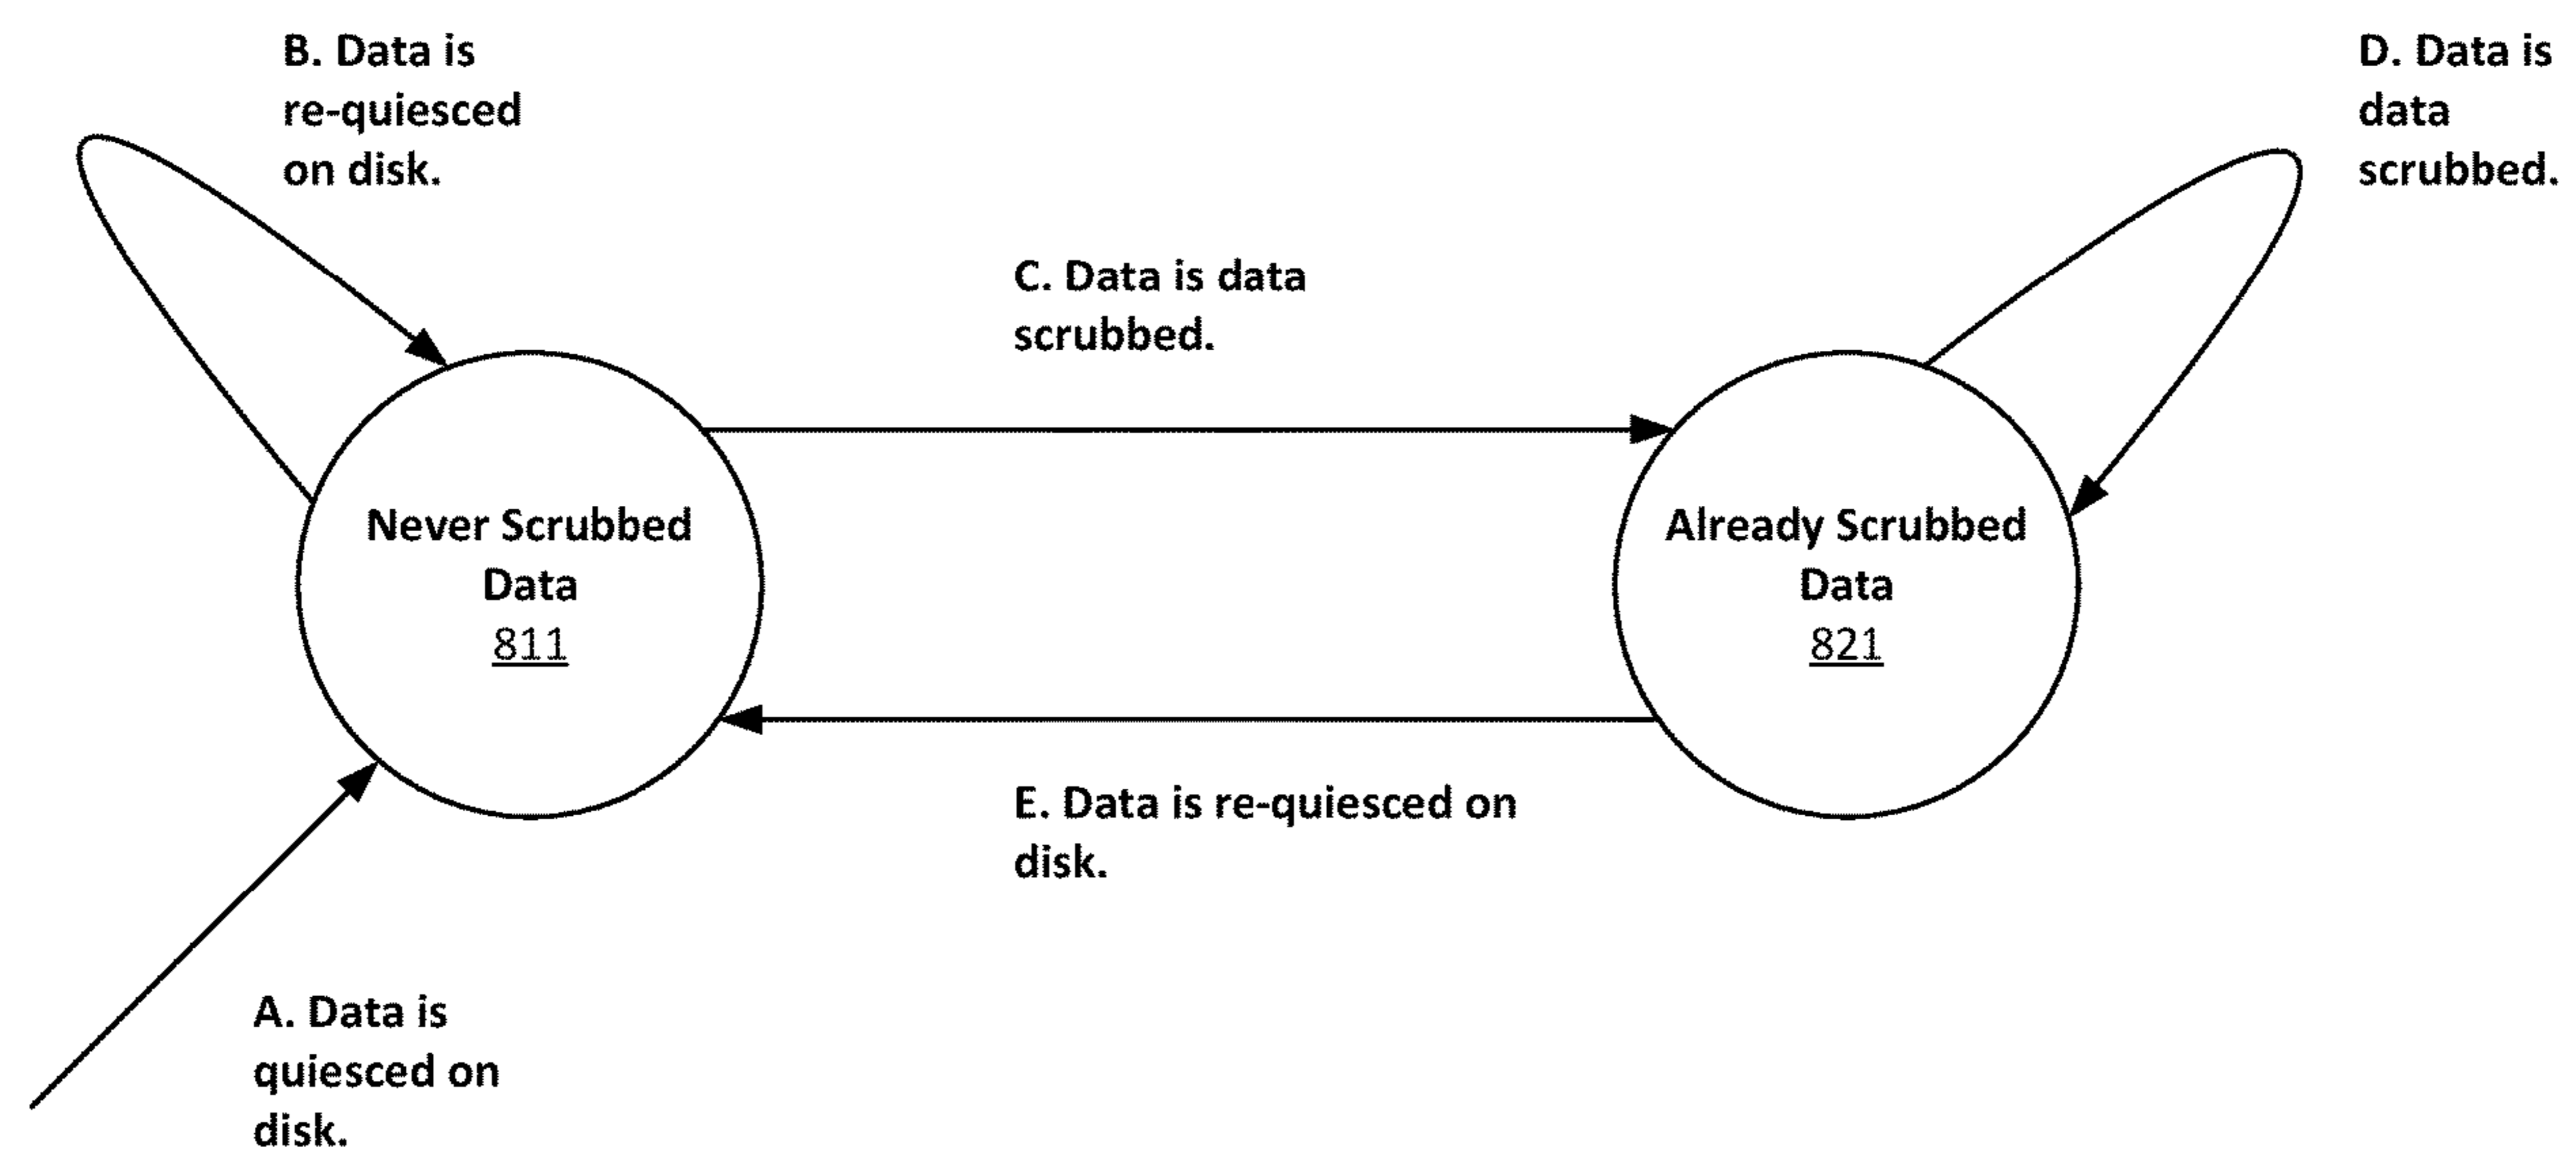 B. Data is
re-quiesced
on disk.
D. Data is
data
scrubbed.
C. Data is data
scrubbed.
Never Scrubbed
Data
811
Already Scrubbed
Data
821
E. Data is re-quiesced on
disk.
A. Data is
quiesced on
disk.